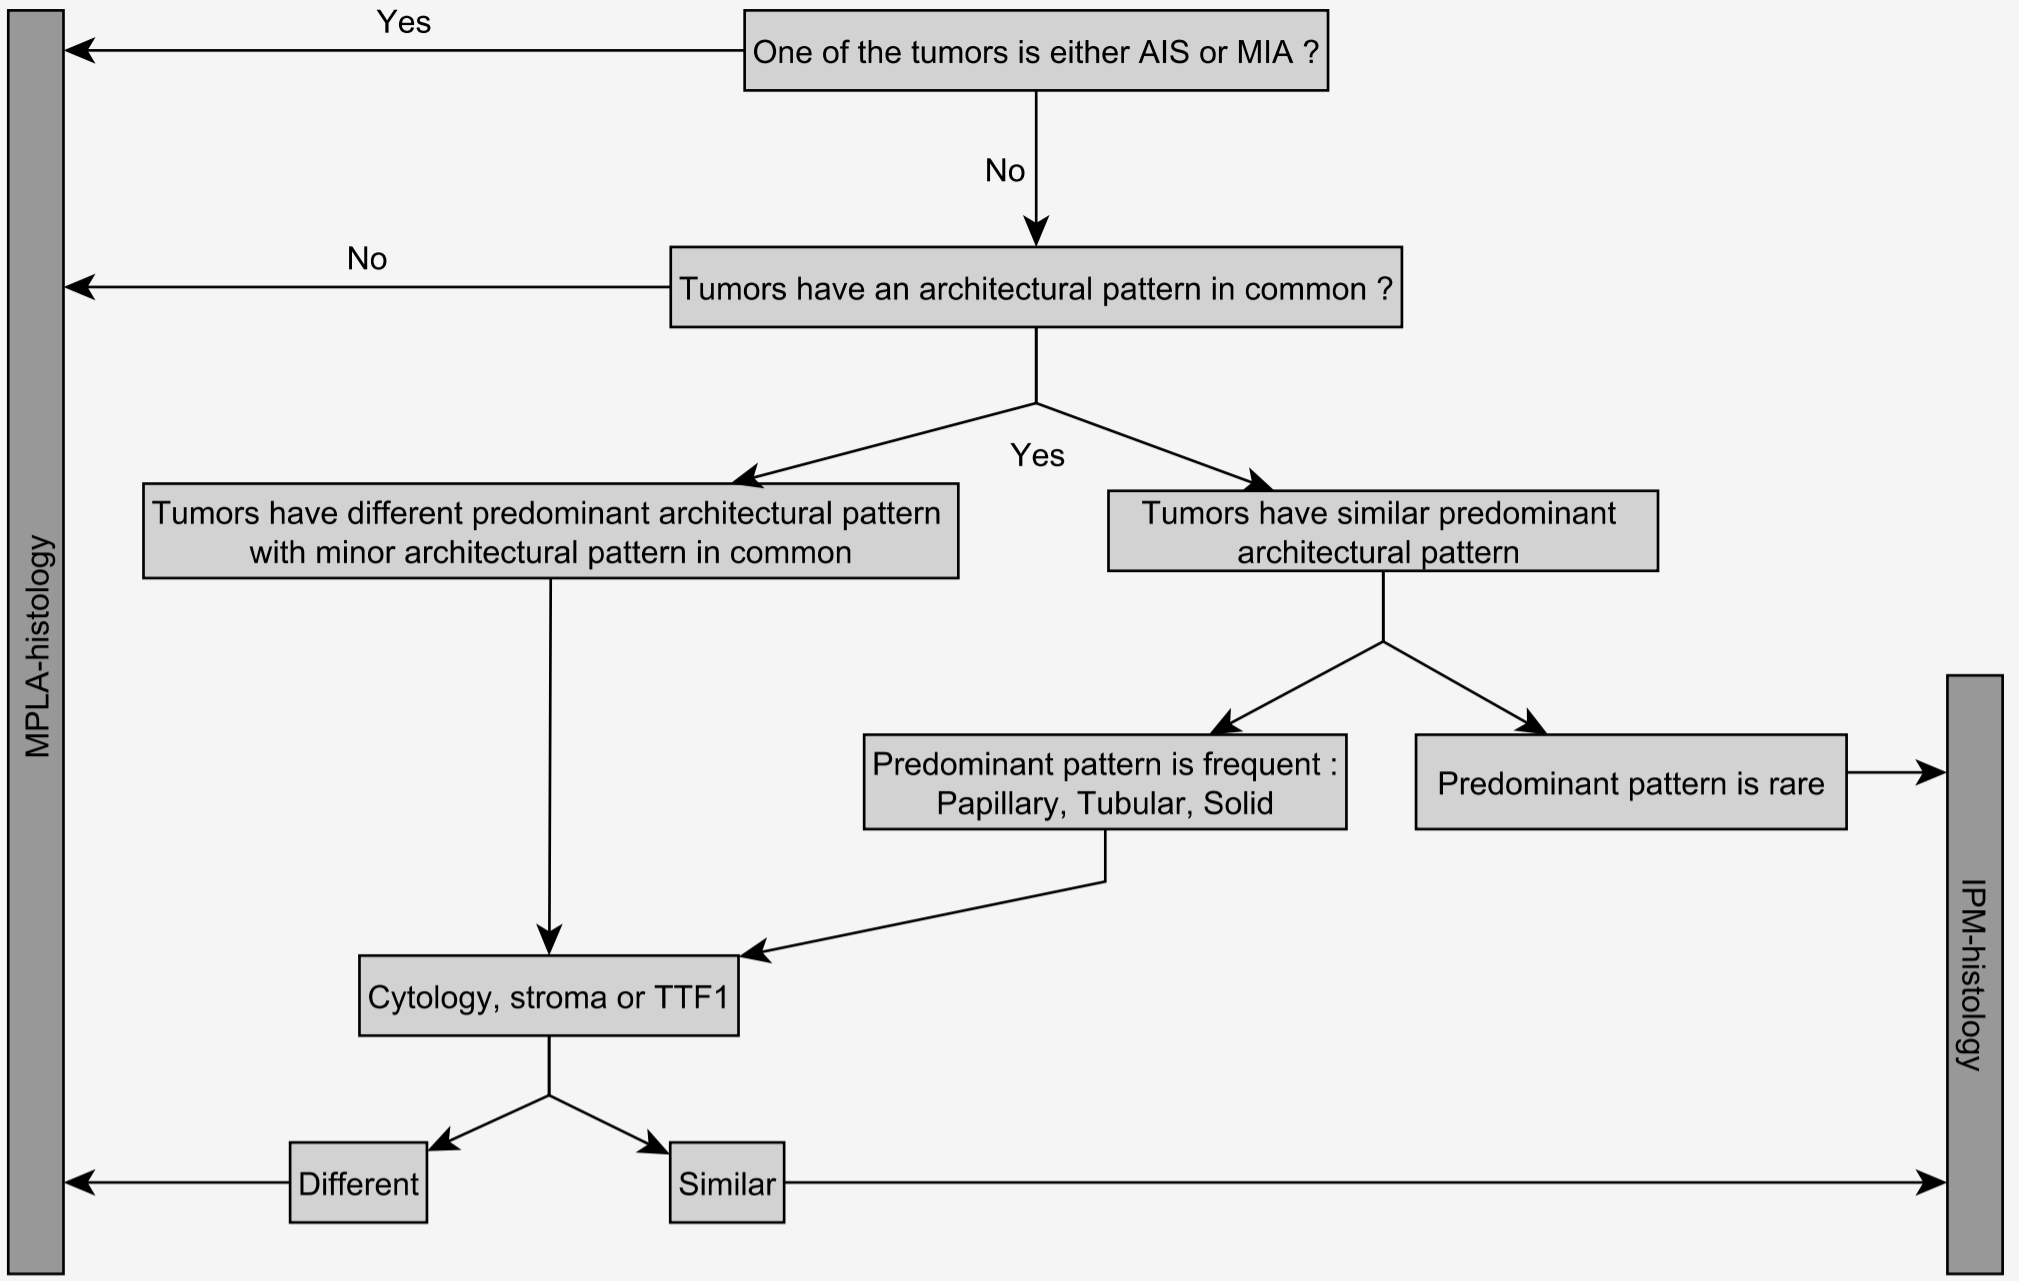 Yes
One of the tumors is either AIS or MIA ?
No
No
Tumors have an architectural pattern in common ?
Yes
Tumors have different predominant architectural pattern
with minor architectural pattern in common
Tumors have similar predominant
architectural pattern
MPLA-histology
Predominant pattern is frequent :
Papillary, Tubular, Solid
Predominant pattern is rare
IPM-histology
Cytology, stroma or TTF1
Different
Similar